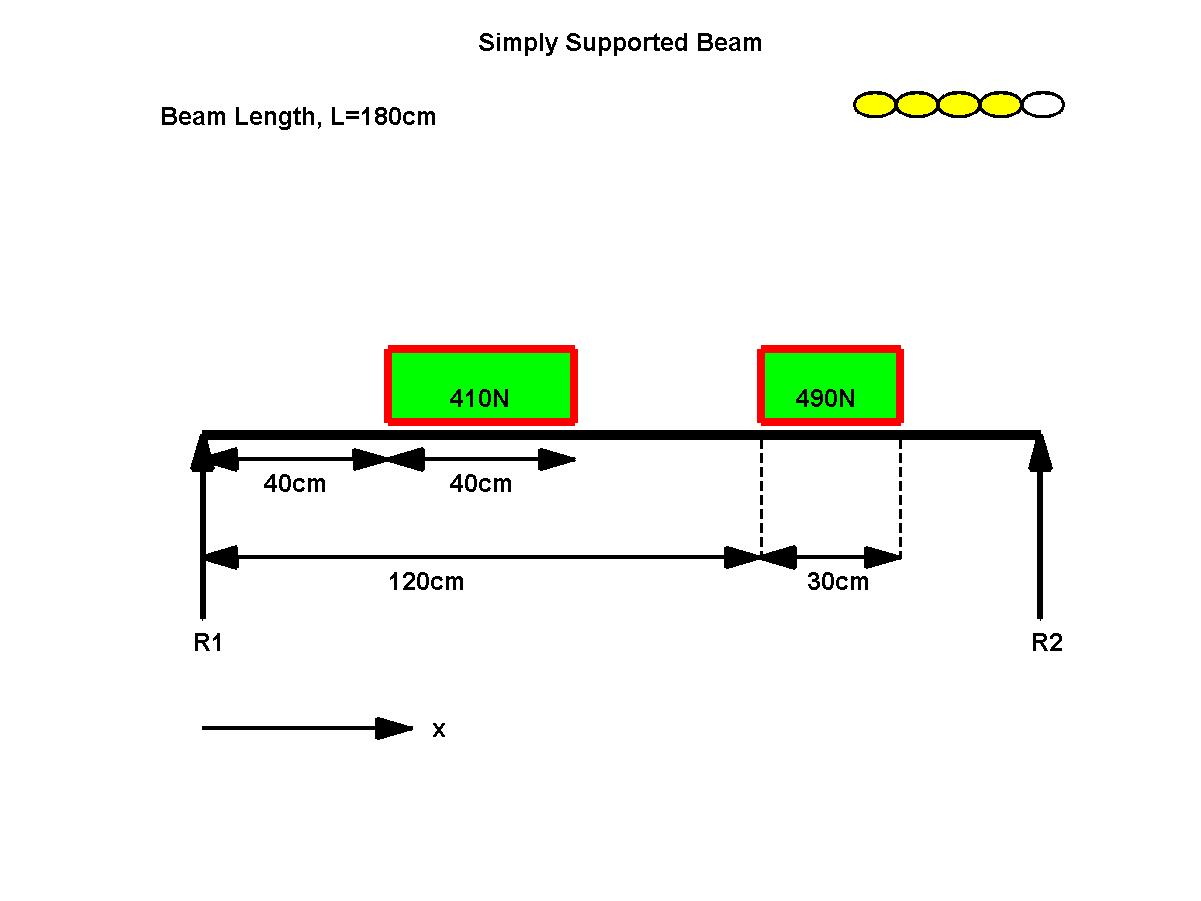 Simply Supported Beam
Beam Length, L=180cm
410N
490N
40cm
40cm
120cm
30cm
R1
R2
x